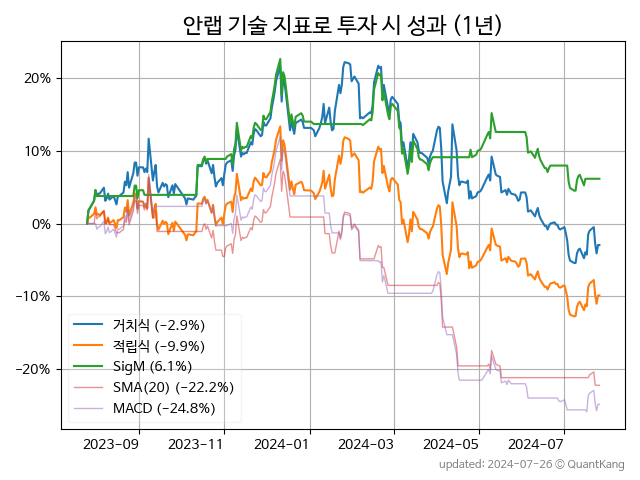 안랩 기술 지표로 투자 시 성과 (1년)
20%
10%
0%
−10%
−20%
거치식 (−2.9%)
적립식 (−9.9%)
SigM (6.1%)
SMA(20) (−22.2%)
MACD (−24.8%)
2023-09
2023-11
2024-01
2024-03
2024-05
2024-07
updated: 2024-07-26 © QuantKang